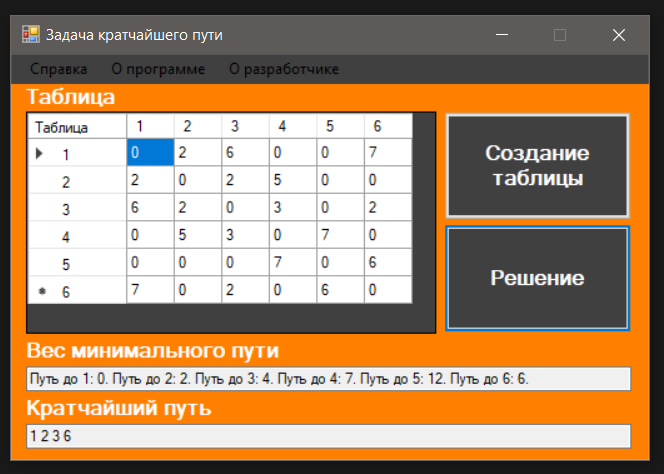 Задача кратчайшего пути
Справка О программе О разработчике
Таблица
Таблица 1 2 3 4 5 6
1 0 2 6 0 0 7
2 2 0 2 5 0 0
3 6 2 0 3 0 2
4 0 5 3 0 7 0
5 0 0 0 7 0 6
6 7 0 2 0 6 0
Создание
таблицы
Решение
Вес минимального пути
Путь до 1: 0. Путь до 2: 2. Путь до 3: 4. Путь до 4: 7. Путь до 5: 12. Путь до 6: 6.
Кратчайший путь
1 2 3 6